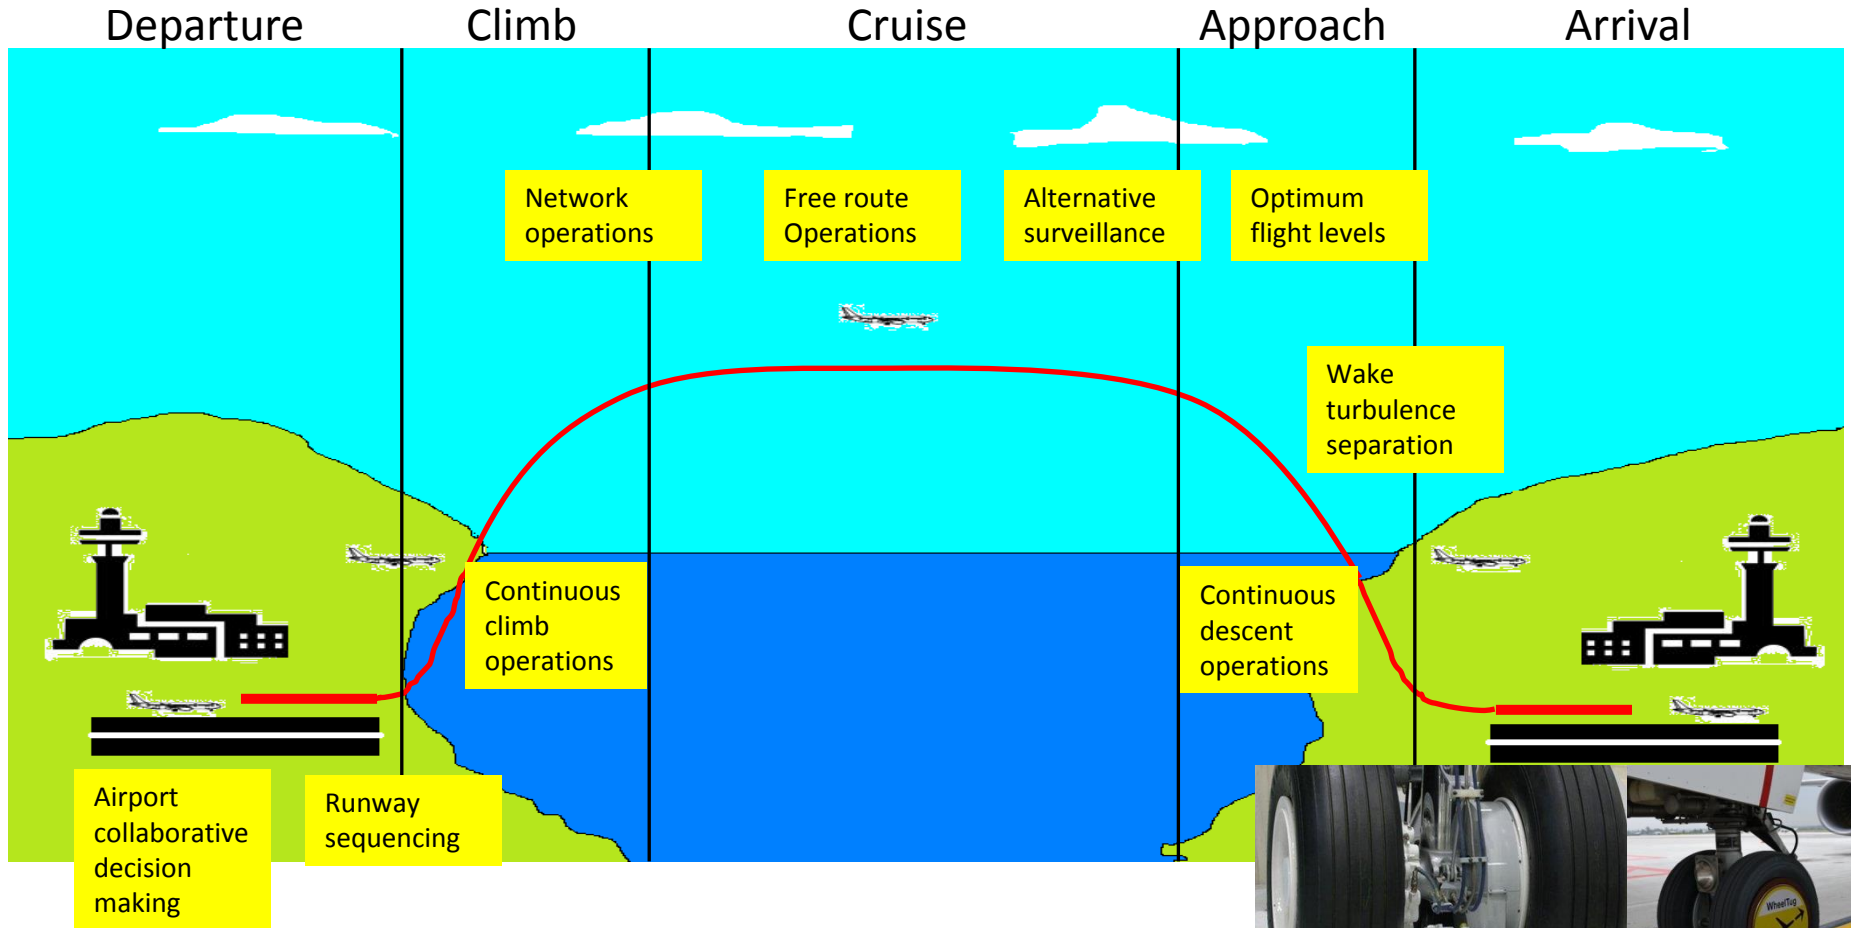 Departure
Climb
Cruise
Approach
Arrival
Network
operations
Free route
Operations
Alternative
surveillance
Optimum
flight levels
Wake
turbulence
separation
Continuous
climb
operations
Continuous
descent
operations
Airport
collaborative
decision
making
Runway
sequencing
WheelTug